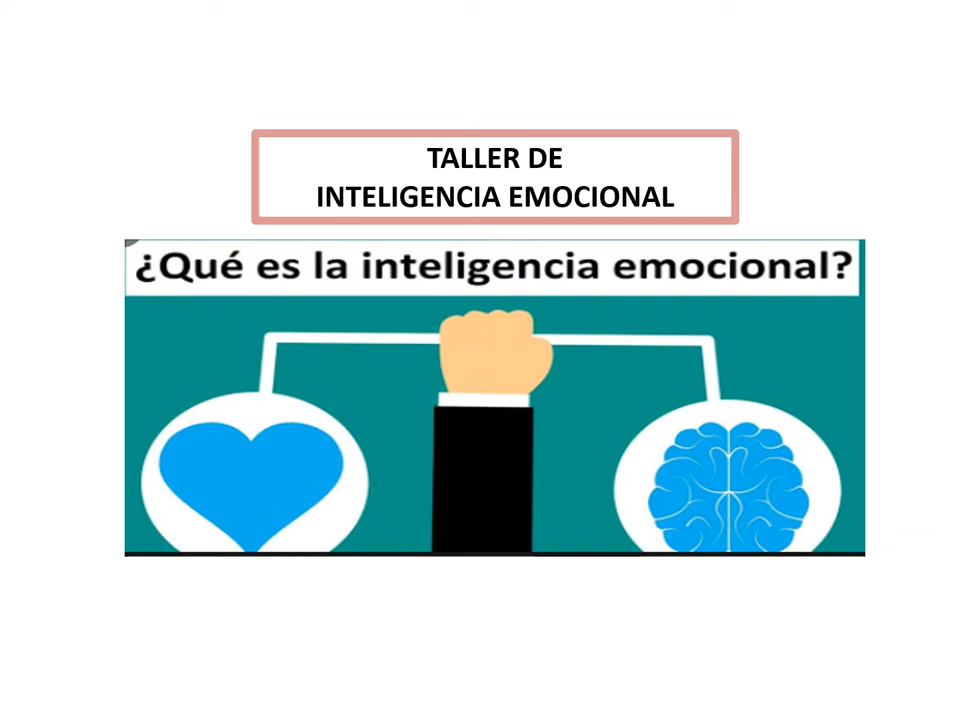 TALLER DE
INTELIGENCIA EMOCIONAL
¿Qué es la inteligencia emocional?